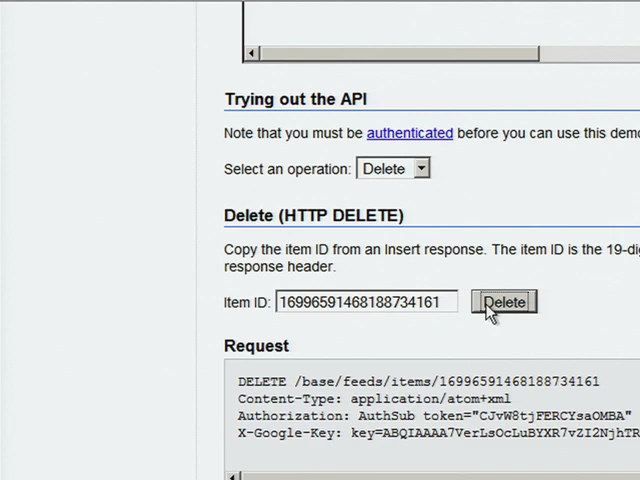 Trying out the API
Note that you must be authenticated before you can use this demo
Select an operation: Delete
Delete (HTTP DELETE)
Copy the item ID from an Insert response. The item ID is the 19-di
response header.
Item ID: 16996591468188734161 Delete
Request
DELETE /base/feeds/items/16996591468188734161
Content-Type: application/atom+xml
Authorization: AuthSub token="CJvW8tjFERCYsaOMBA"
X-Google-Key: key=ABQIAAAA7VerLsOcLuBYXR7vZI2NjhTR